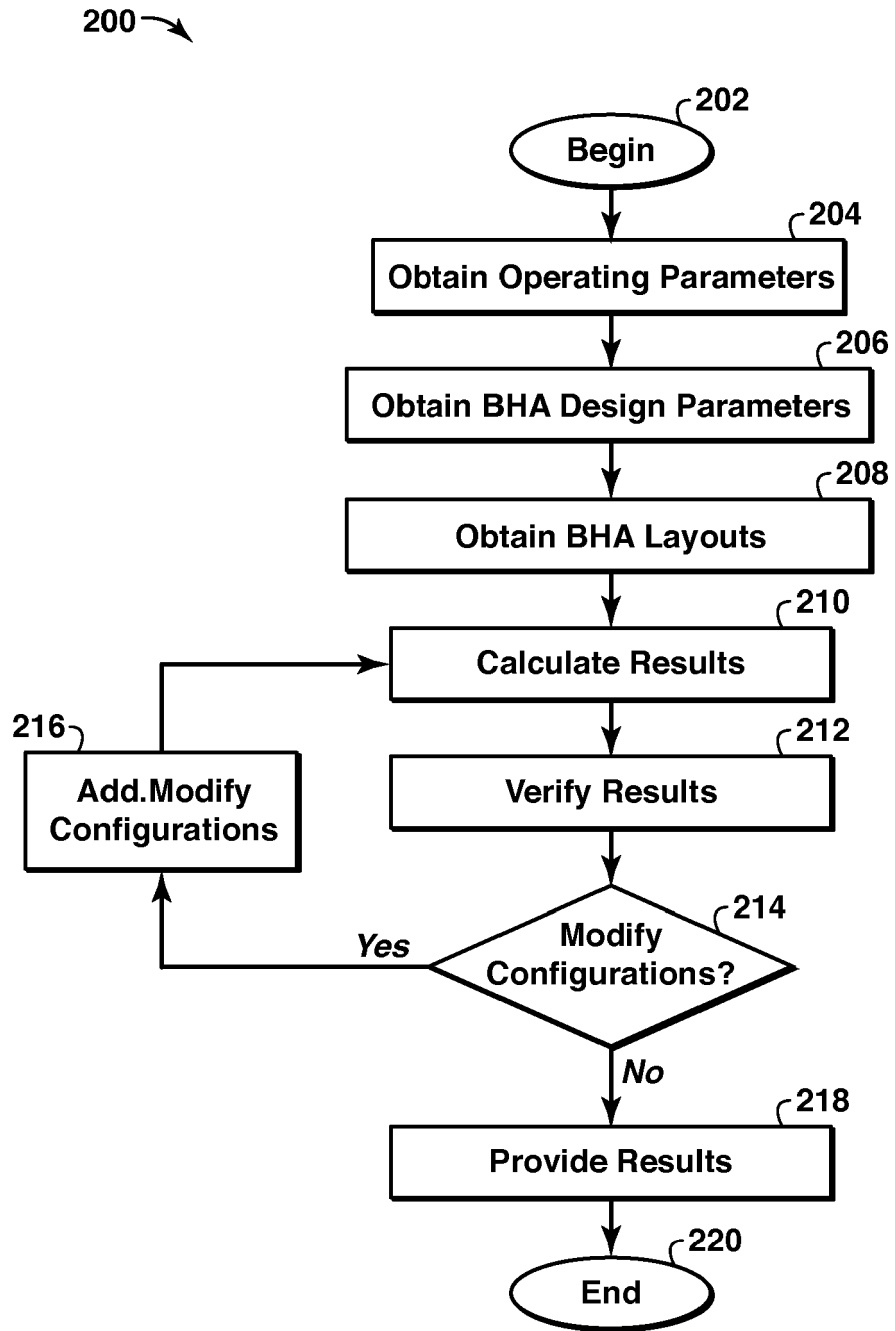 200
202
Begin
204
Obtain Operating Parameters
206
Obtain BHA Design Parameters
208
Obtain BHA Layouts
210
Calculate Results
216
Add.Modify
Configurations
212
Verify Results
214
Modify
Configurations?
Yes
No
218
Provide Results
220
End